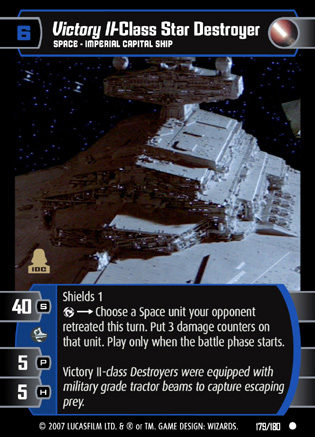 6
Victory II-Class Star Destroyer
SPACE - IMPERIAL CAPITAL SHIP
IDC
40 S
Shields 1
→ Choose a Space unit your opponent
retreated this turn. Put 3 damage counters
on that unit. Play only when the battle phase starts.
5 P
Victory II-class Destroyers were equipped with
military grade tractor beams to capture escaping
5 H
prey.
© 2007 LUCASFILM LTD. & ® or TM. GAME DESIGN: WIZARDS. 179/180